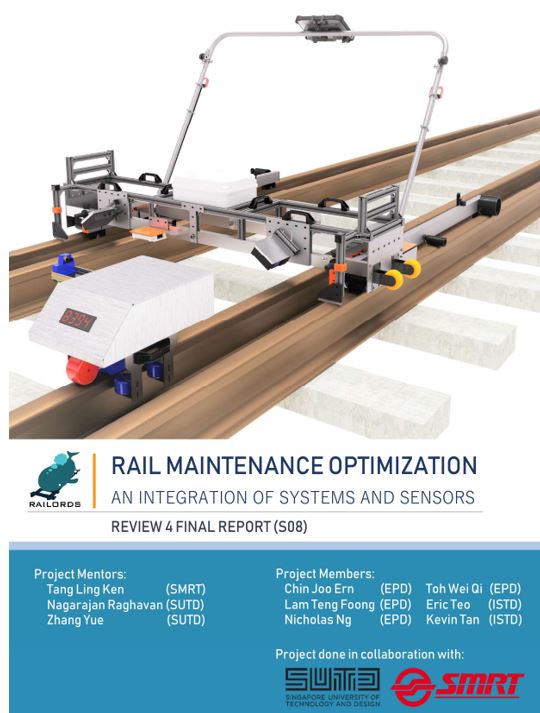 8394
RAILORDS
RAIL MAINTENANCE OPTIMIZATION
AN INTEGRATION OF SYSTEMS AND SENSORS
REVIEW 4 FINAL REPORT (S08)
Project Mentors:
Tang Ling Ken (SMRT)
Nagarajan Raghavan (SUTD)
Zhang Yue (SUTD)
Project Members:
Chin Joo Ern (EPD) Toh Wei Qi (EPD)
Lam Teng Foong (EPD) Eric Teo (ISTD)
Nicholas Ng (EPD) Kevin Tan (ISTD)
Project done in collaboration with:
SUTD
SINGAPORE UNIVERSITY OF
TECHNOLOGY AND DESIGN
SMRT